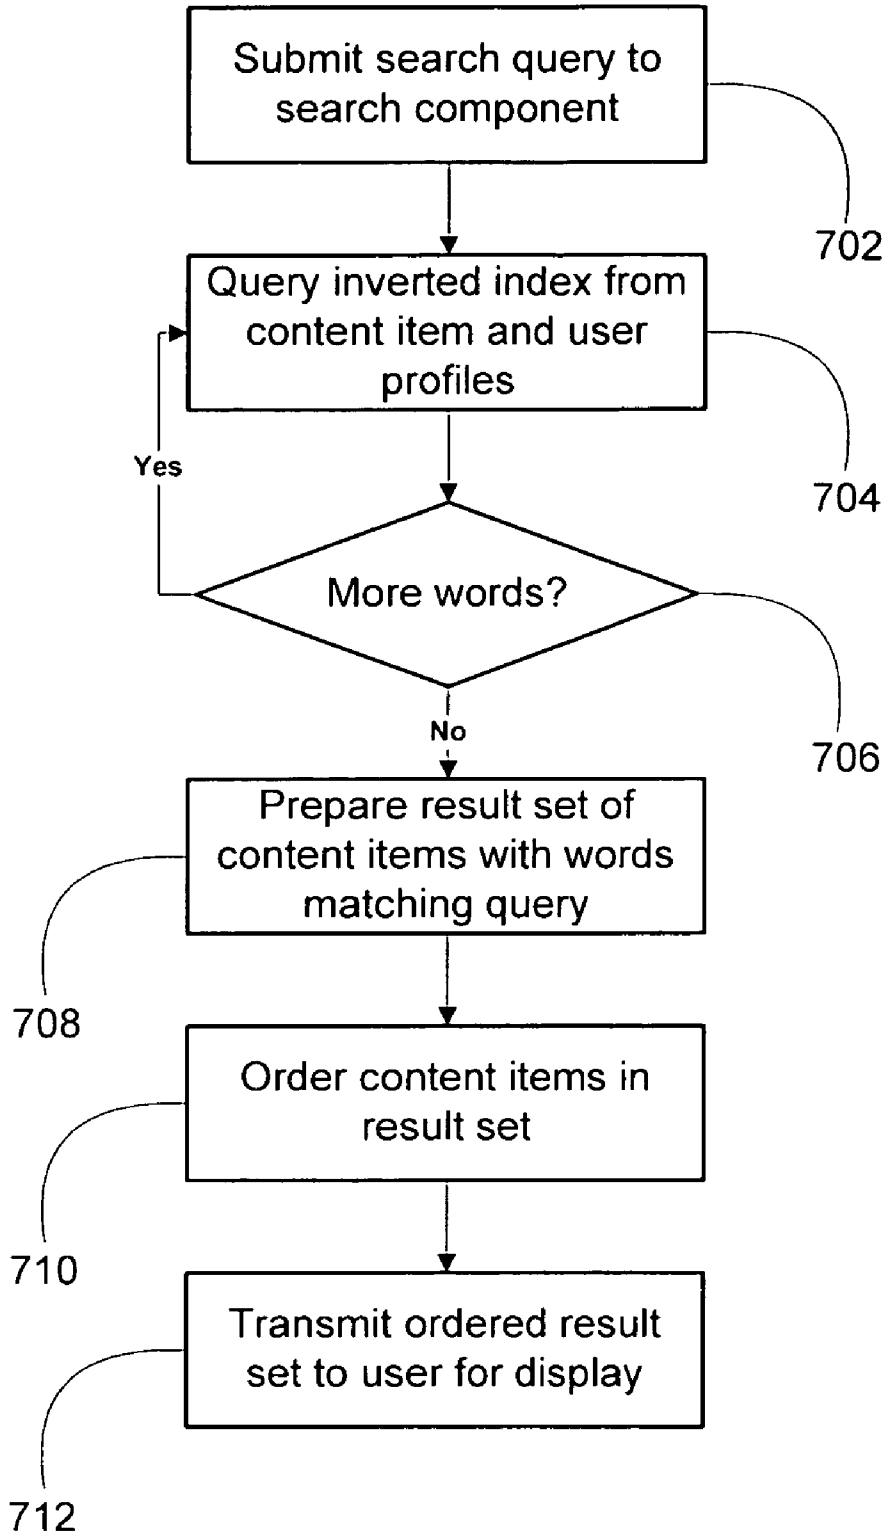 Submit search query to
search component
702
Query inverted index from
content item and user
profiles
704
Yes
More words?
706
No
Prepare result set of
content items with words
matching query
708
Order content items in
result set
710
Transmit ordered result
set to user for display
712